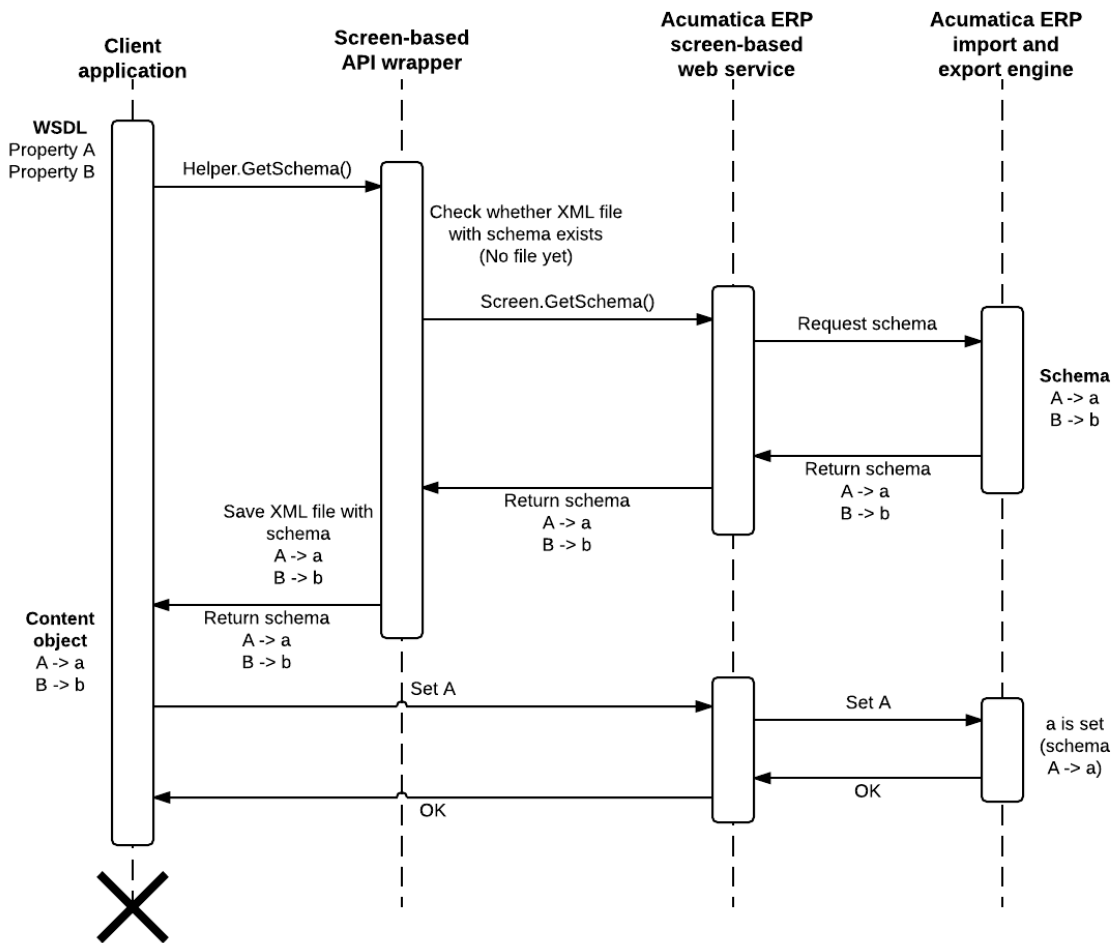 Client
application
Screen-based
API wrapper
Acumatica ERP
screen-based
web service
Acumatica ERP
import and
export engine
WSDL
Property A
Property B
Helper.GetSchema()
Check whether XML file
with schema exists
(No file yet)
Screen.GetSchema()
Request schema
Schema
A -> a
B -> b
Return schema
A -> a
B -> b
Return schema
A -> a
B -> b
Save XML file with
schema
A -> a
B -> b
Return schema
A -> a
B -> b
Content
object
A -> a
B -> b
Set A
Set A
a is set
(schema
A -> a)
OK
OK